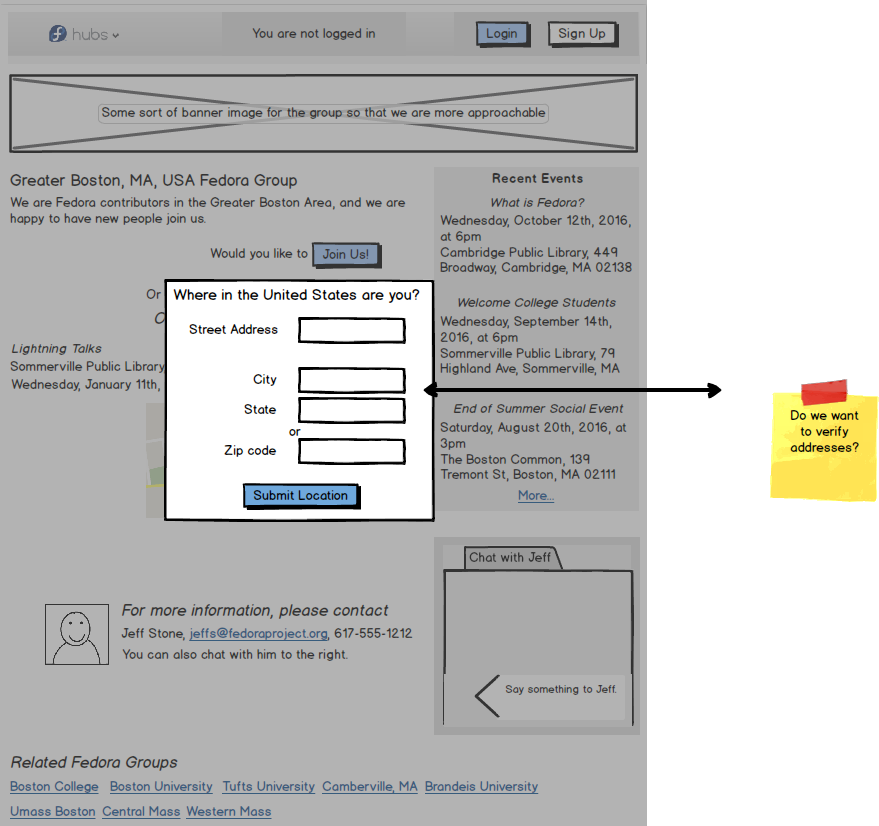 hubs
You are not logged in
Login
Sign Up
Some sort of banner image for the group so that we are more approachable
Greater Boston, MA, USA Fedora Group
We are Fedora contributors in the Greater Boston Area, and we are
happy to have new people join us.
Would you like to
Join Us!
Or
Lightning Talks
Sommerville Public Library
Wednesday, January 11th,
Where in the United States are you?
Street Address
City
State
or
Zip code
Submit Location
Recent Events
What is Fedora?
Wednesday, October 12th, 2016,
at 6pm
Cambridge Public Library, 449
Broadway, Cambridge, MA 02138
Welcome College Students
Wednesday, September 14th,
2016, at 6pm
Sommerville Public Library, 79
Highland Ave, Sommerville, MA
End of Summer Social Event
Saturday, August 20th, 2016, at
3pm
The Boston Common, 139
Tremont St, Boston, MA 02111
More...
Do we want
to verify
addresses?
Chat with Jeff
Say something to Jeff.
For more information, please contact
Jeff Stone, jeffs@fedoraproject.org, 617-555-1212
You can also chat with him to the right.
Related Fedora Groups
Boston College Boston University Tufts University Camberville, MA Brandeis University
Umass Boston Central Mass Western Mass